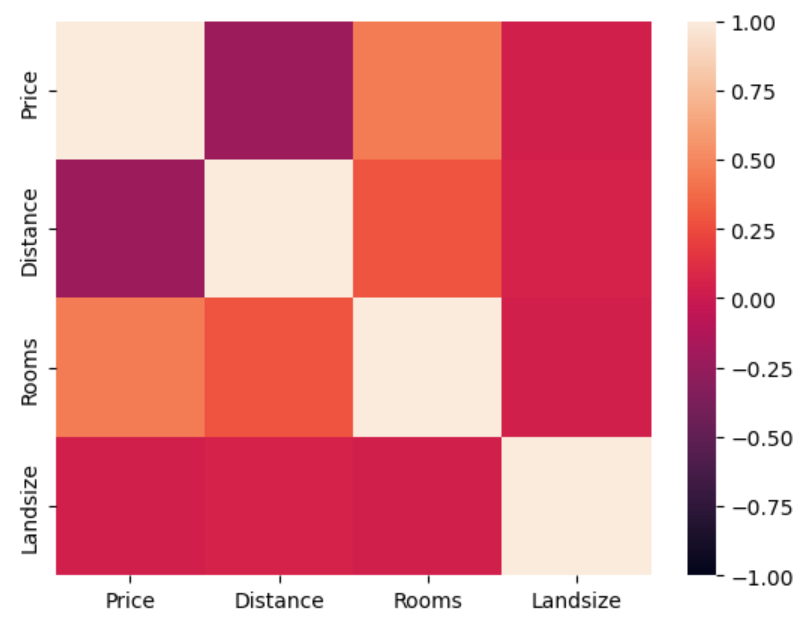 Price
Distance
Rooms
Landsize
Price
Distance
Rooms
Landsize
1.00
0.75
0.50
0.25
0.00
−0.25
−0.50
−0.75
−1.00